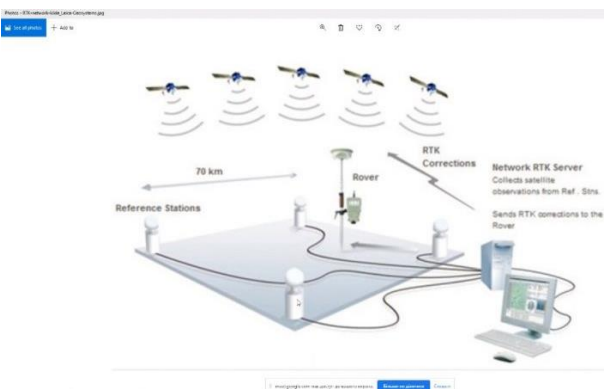 See all photos + Add to
70 km
Reference Stations
Rover
RTK
Corrections
Network RTK Server
Collects satellite
observations from Ref . Stns.
Sends RTK corrections to the
Rover